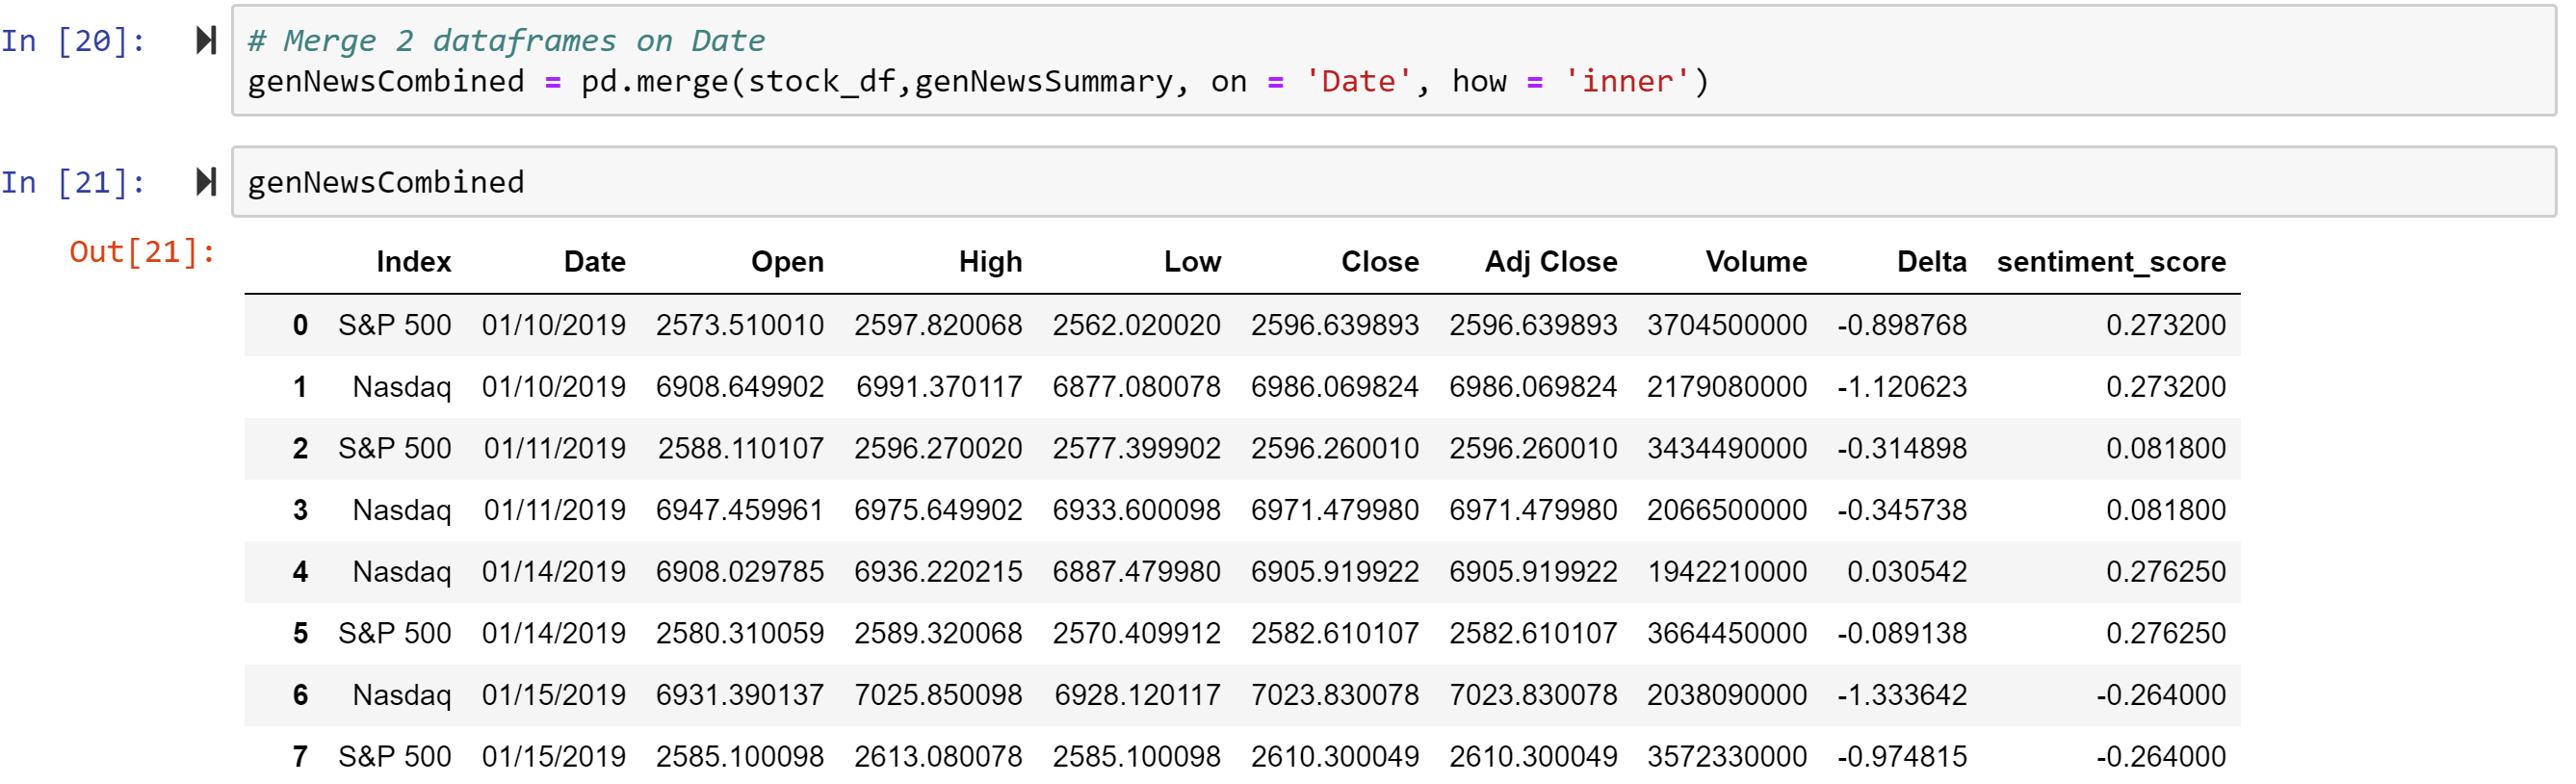 In [20]:
# Merge 2 dataframes on Date
genNewsCombined = pd.merge(stock_df,genNewsSummary, on = 'Date', how = 'inner')
In [21]:
genNewsCombined
Out[21]:
Index Date Open High Low Close Adj Close Volume Delta sentiment_score
0 S&P 500 01/10/2019 2573.510010 2597.820068 2562.020020 2596.639893 2596.639893 3704500000 -0.898768 0.273200
1 Nasdaq 01/10/2019 6908.649902 6991.370117 6877.080078 6986.069824 6986.069824 2179080000 -1.120623 0.273200
2 S&P 500 01/11/2019 2588.110107 2596.270020 2577.399902 2596.260010 2596.260010 3434490000 -0.314898 0.081800
3 Nasdaq 01/11/2019 6947.459961 6975.649902 6933.600098 6971.479980 6971.479980 2066500000 -0.345738 0.081800
4 Nasdaq 01/14/2019 6908.029785 6936.220215 6887.479980 6905.919922 6905.919922 1942210000 0.030542 0.276250
5 S&P 500 01/14/2019 2580.310059 2589.320068 2570.409912 2582.610107 2582.610107 3664450000 -0.089138 0.276250
6 Nasdaq 01/15/2019 6931.390137 7025.850098 6928.120117 7023.830078 7023.830078 2038090000 -1.333642 -0.264000
7 S&P 500 01/15/2019 2585.100098 2613.080078 2585.100098 2610.300049 2610.300049 3572330000 -0.974815 -0.264000